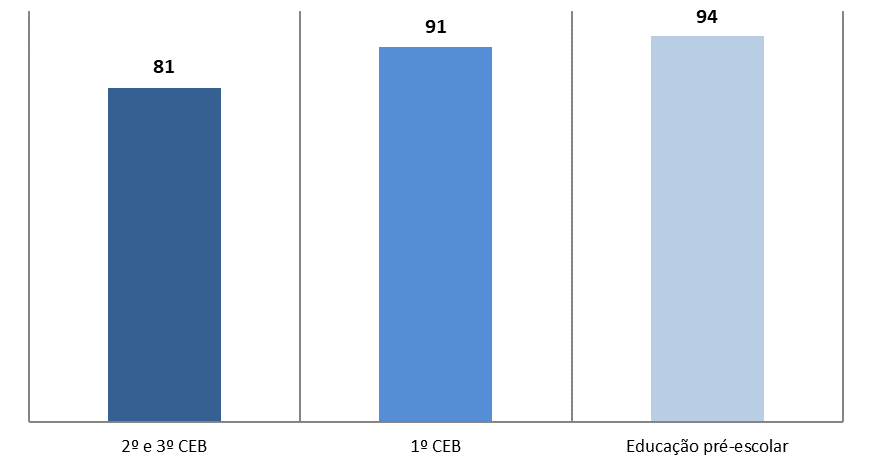 81
91
94
2º e 3º CEB
1º CEB
Educação pré-escolar